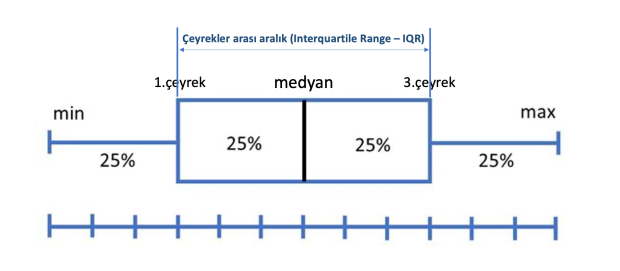 Çeyrekler arası aralık (Interquartile Range – IQR)
1.çeyrek medyan 3.çeyrek
min max
25% 25% 25% 25%